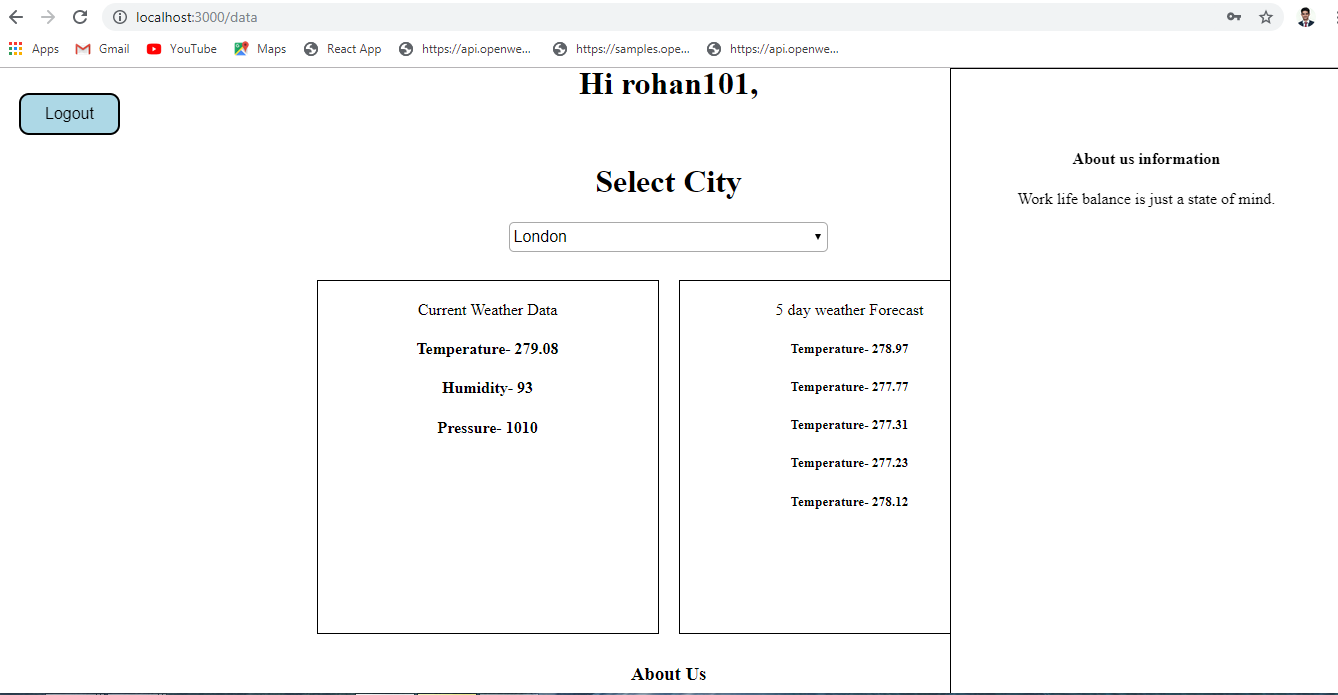 localhost:3000/data
Apps Gmail YouTube Maps React App https://api.openwe... https://samples.ope... https://api.openwe...
Logout
Hi rohan101,
Select City
London
Current Weather Data
Temperature- 279.08
Humidity- 93
Pressure- 1010
5 day weather Forecast
Temperature- 278.97
Temperature- 277.77
Temperature- 277.31
Temperature- 277.23
Temperature- 278.12
About Us
About us information
Work life balance is just a state of mind.